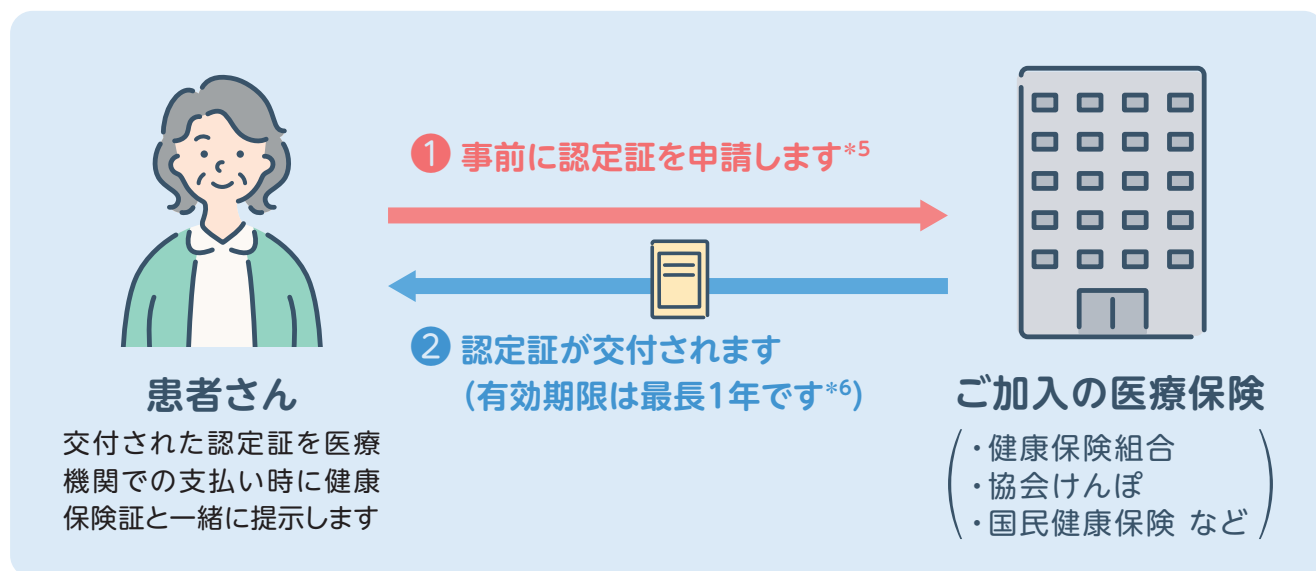 ❶ 事前に認定証を申請します*5
❷ 認定証が交付されます
(有効期限は最長1年です*6)
患者さん
交付された認定証を医療
機関での支払い時に健康
保険証と一緒に提示します
ご加入の医療保険
・健康保険組合
・協会けんぽ
・国民健康保険 など